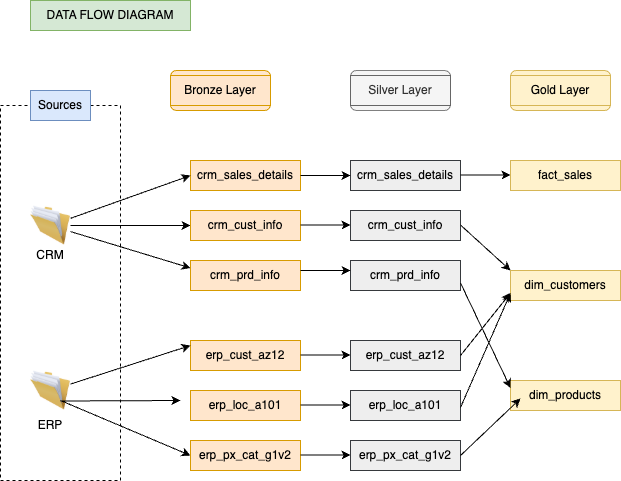 DATA FLOW DIAGRAM
Bronze Layer
Silver Layer
Gold Layer
Sources
crm_sales_details
crm_sales_details
fact_sales
crm_cust_info
crm_cust_info
CRM
crm_prd_info
crm_prd_info
dim_customers
erp_cust_az12
erp_cust_az12
dim_products
erp_loc_a101
erp_loc_a101
ERP
erp_px_cat_g1v2
erp_px_cat_g1v2